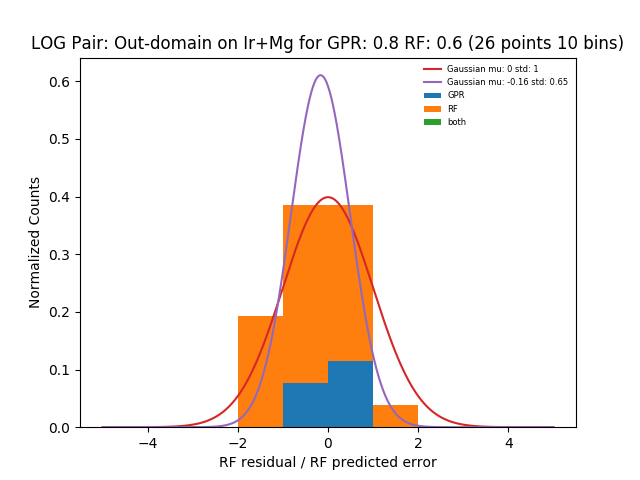 LOG Pair: Out-domain on Ir+Mg for GPR: 0.8 RF: 0.6 (26 points 10 bins)
Gaussian mu: 0 std: 1
Gaussian mu: -0.16 std: 0.65
GPR
RF
both
Normalized Counts
0.6
0.5
0.4
0.3
0.2
0.1
0.0
−4 −2 0 2 4
RF residual / RF predicted error